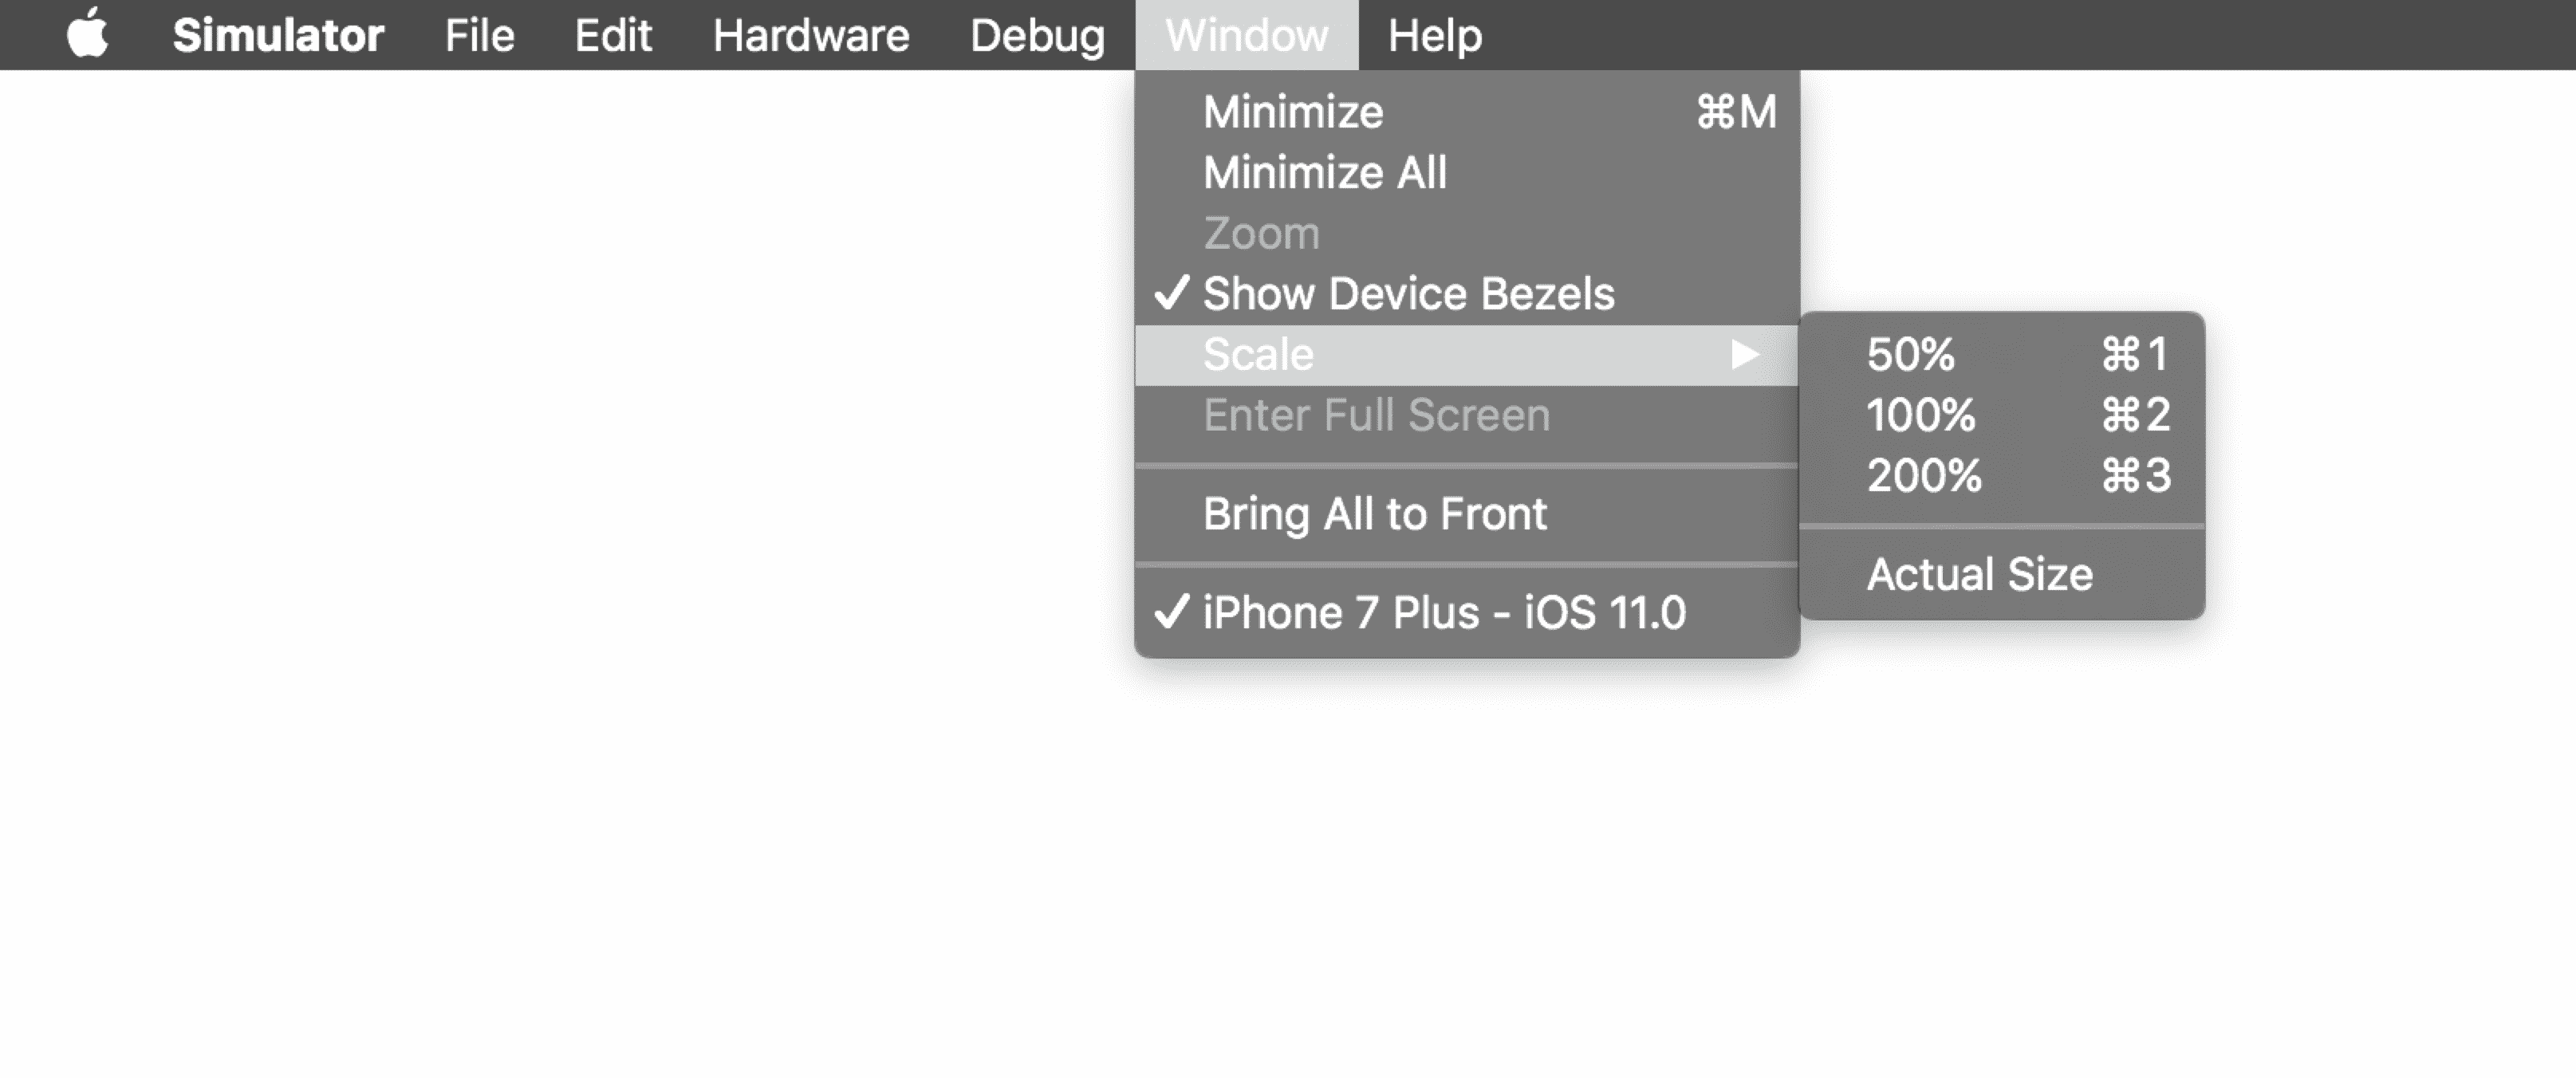 Simulator File Edit Hardware Debug Window Help
Minimize ⌘M
Minimize All
Zoom
✓ Show Device Bezels
Scale ▶
50% ⌘1
100% ⌘2
200% ⌘3
Actual Size
Enter Full Screen
Bring All to Front
✓ iPhone 7 Plus - iOS 11.0